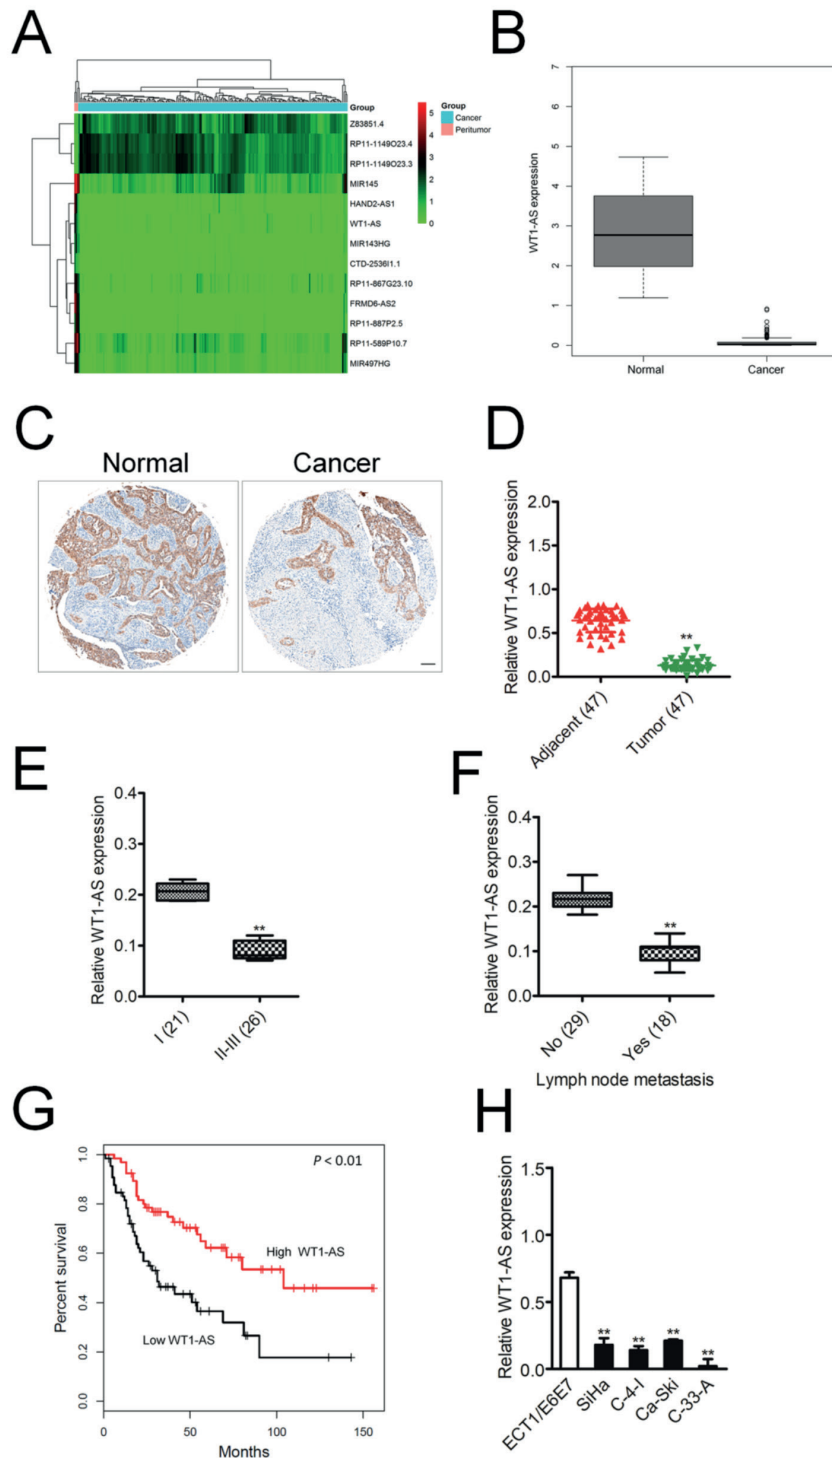 A
Group
Z83851.4
RP11-1149O23.4
RP11-1149O23.3
MIR145
HAND2-AS1
WT1-AS
MIR143HG
CTD-2536I1.1
RP11-867G23.10
FRMD6-AS2
RP11-887P2.5
RP11-589P10.7
MIR497HG
5
4
3
2
1
0
Group
Cancer
Peritumor
B
WT1-AS expression
7
6
5
4
3
2
1
0
Normal
Cancer
C
Normal
Cancer
D
Relative WT1-AS expression
2.0
1.0
0.5
0.0
**
Adjacent (47)
Tumor (47)
E
Relative WT1-AS expression
0.4
0.3
0.2
0.1
0.0
**
I (21)
II-III (26)
F
Relative WT1-AS expression
0.4
0.3
0.2
0.1
0.0
**
No (29)
Yes (18)
Lymph node metastasis
G
Percent survival
1.0
0.8
0.6
0.4
0.2
0.0
P < 0.01
High WT1-AS
Low WT1-AS
0
50
100
150
Months
H
Relative WT1-AS expression
1.5
1.0
0.5
0.0
**
**
**
**
ECT1/E6E7
SiHa
C-4-I
Ca-Ski
C-33-A